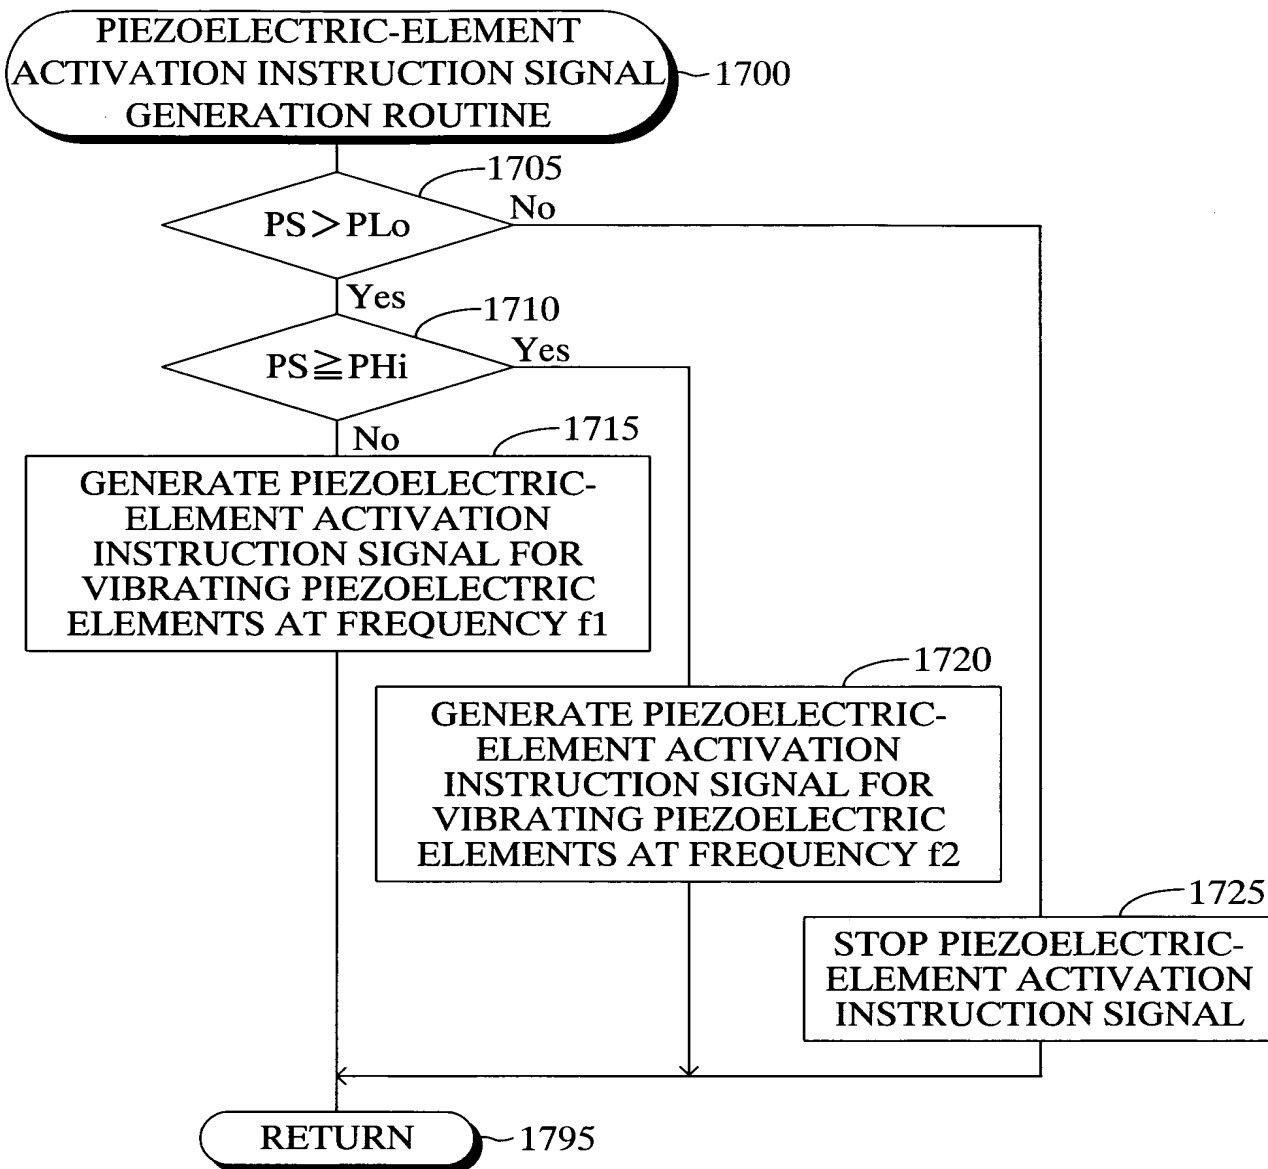 PIEZOELECTRIC-ELEMENT
ACTIVATION INSTRUCTION SIGNAL
GENERATION ROUTINE
1700
1705
PS>PLo
No
Yes
1710
PS≧PHi
Yes
No
1715
GENERATE PIEZOELECTRIC-
ELEMENT ACTIVATION
INSTRUCTION SIGNAL FOR
VIBRATING PIEZOELECTRIC
ELEMENTS AT FREQUENCY f1
1720
GENERATE PIEZOELECTRIC-
ELEMENT ACTIVATION
INSTRUCTION SIGNAL FOR
VIBRATING PIEZOELECTRIC
ELEMENTS AT FREQUENCY f2
1725
STOP PIEZOELECTRIC-
ELEMENT ACTIVATION
INSTRUCTION SIGNAL
RETURN
1795